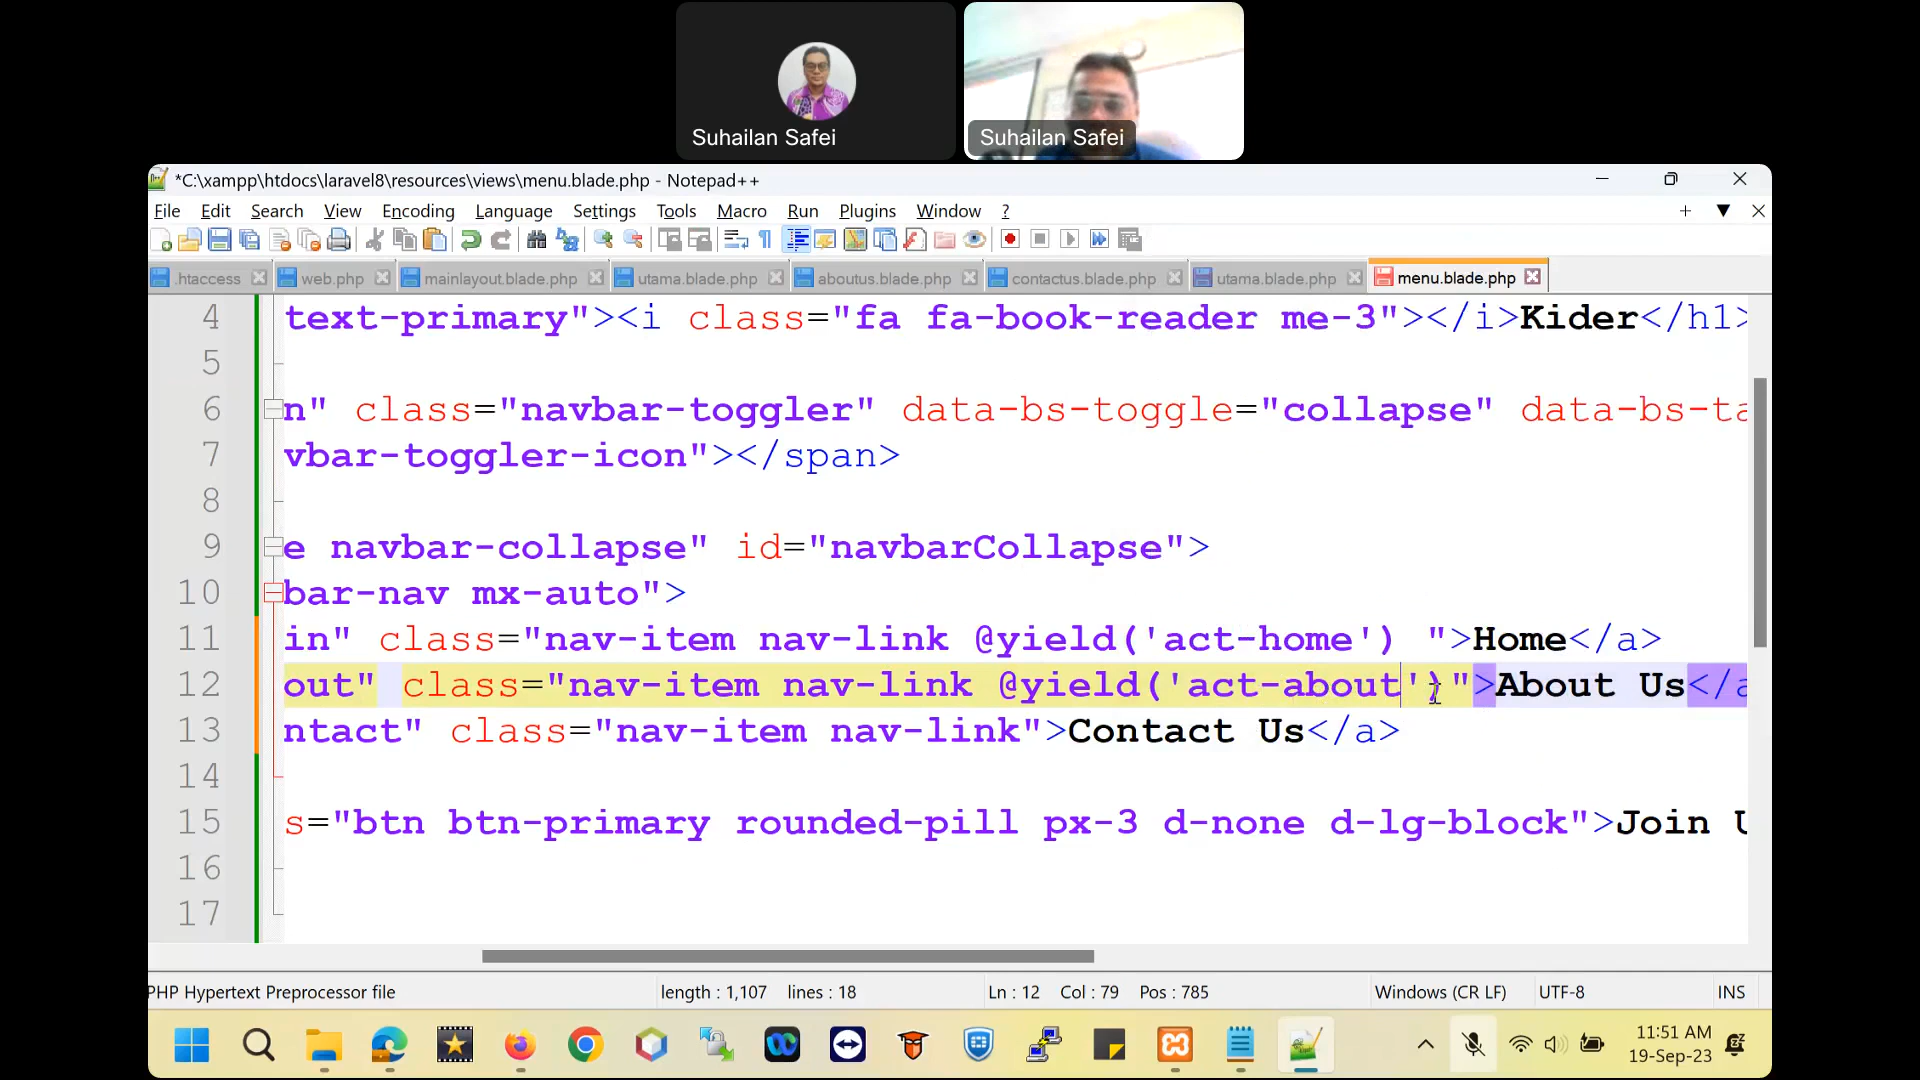 Suhailan Safei
Suhailan Safei
*C:\xampp\htdocs\laravel8\resources\views\menu.blade.php - Notepad++
File Edit Search View Encoding Language Settings Tools Macro Run Plugins Window ?
.htaccess web.php mainlayout.blade.php utama.blade.php aboutus.blade.php contactus.blade.php utama.blade.php menu.blade.php
4 text-primary"><i class="fa fa-book-reader me-3"></i>Kider</h1>
5
6 n" class="navbar-toggler" data-bs-toggle="collapse" data-bs-ta
7 vbar-toggler-icon"></span>
8
9 e navbar-collapse" id="navbarCollapse">
10 bar-nav mx-auto">
11 in" class="nav-item nav-link @yield('act-home') ">Home</a>
12 out" class="nav-item nav-link @yield('act-about')">About Us</a
13 ntact" class="nav-item nav-link">Contact Us</a>
14
15 s="btn btn-primary rounded-pill px-3 d-none d-lg-block">Join U
16
17
PHP Hypertext Preprocessor file length : 1,107 lines : 18 Ln : 12 Col : 79 Pos : 785 Windows (CR LF) UTF-8 INS
11:51 AM
19-Sep-23